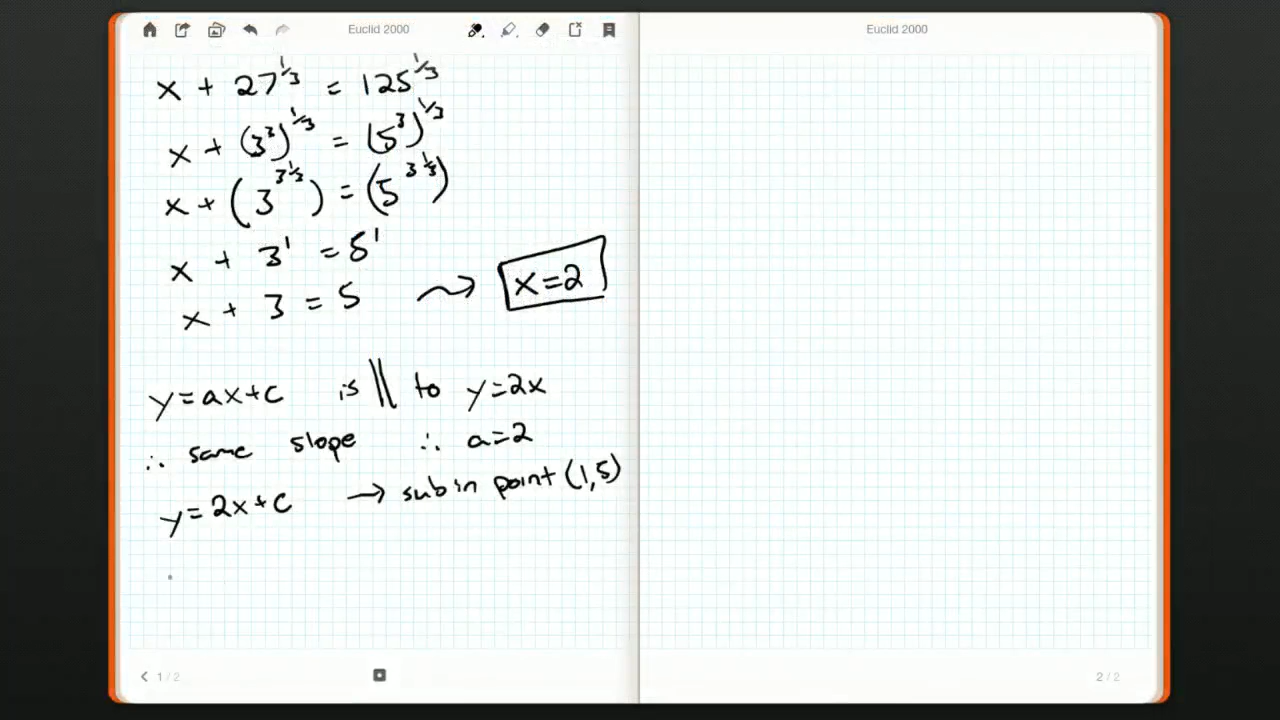 Euclid 2000
Euclid 2000
x + 27^1/3 = 125^1/3
x + (3^3)^1/3 = (5^3)^1/3
x + (3^3 1/3) = (5^3 1/3)
x + 3^1 = 5^1
x + 3 = 5 → x=2
y=ax+c is || to y=2x
∴ same slope ∴ a=2
y=2x+c → sub in point (1,5)
1 / 2
2 / 2